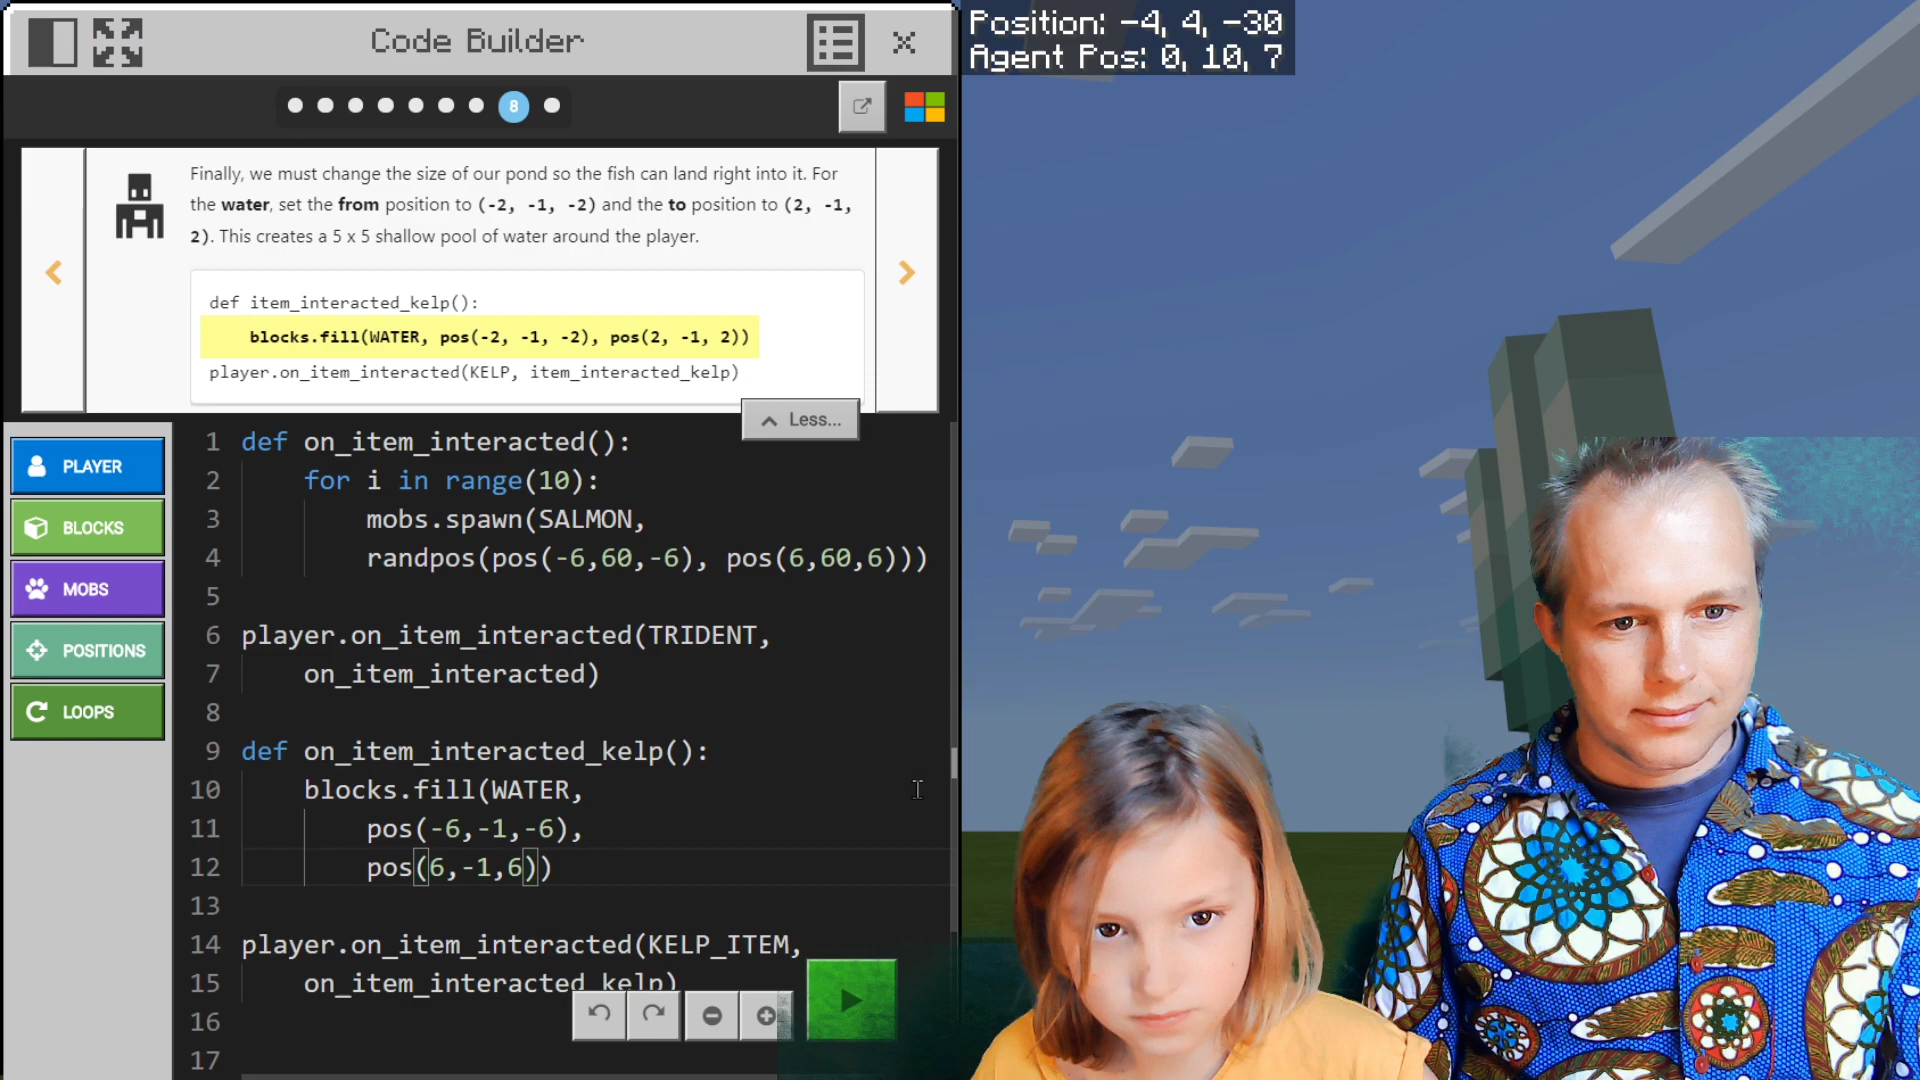 Code Builder
Position: -4, 4, -30
Agent Pos: 0, 10, 7
8
Finally, we must change the size of our pond so the fish can land right into it. For
the water, set the from position to (-2, -1, -2) and the to position to (2, -1,
2). This creates a 5 x 5 shallow pool of water around the player.
def item_interacted_kelp():
blocks.fill(WATER, pos(-2, -1, -2), pos(2, -1, 2))
player.on_item_interacted(KELP, item_interacted_kelp)
Less...
PLAYER
BLOCKS
MOBS
POSITIONS
LOOPS
1 def on_item_interacted():
2 for i in range(10):
3 mobs.spawn(SALMON,
4 randpos(pos(-6,60,-6), pos(6,60,6)))
5
6 player.on_item_interacted(TRIDENT,
7 on_item_interacted)
8
9 def on_item_interacted_kelp():
10 blocks.fill(WATER,
11 pos(-6,-1,-6),
12 pos(6,-1,6))
13
14 player.on_item_interacted(KELP_ITEM,
15 on_item_interacted_kelp)
16
17